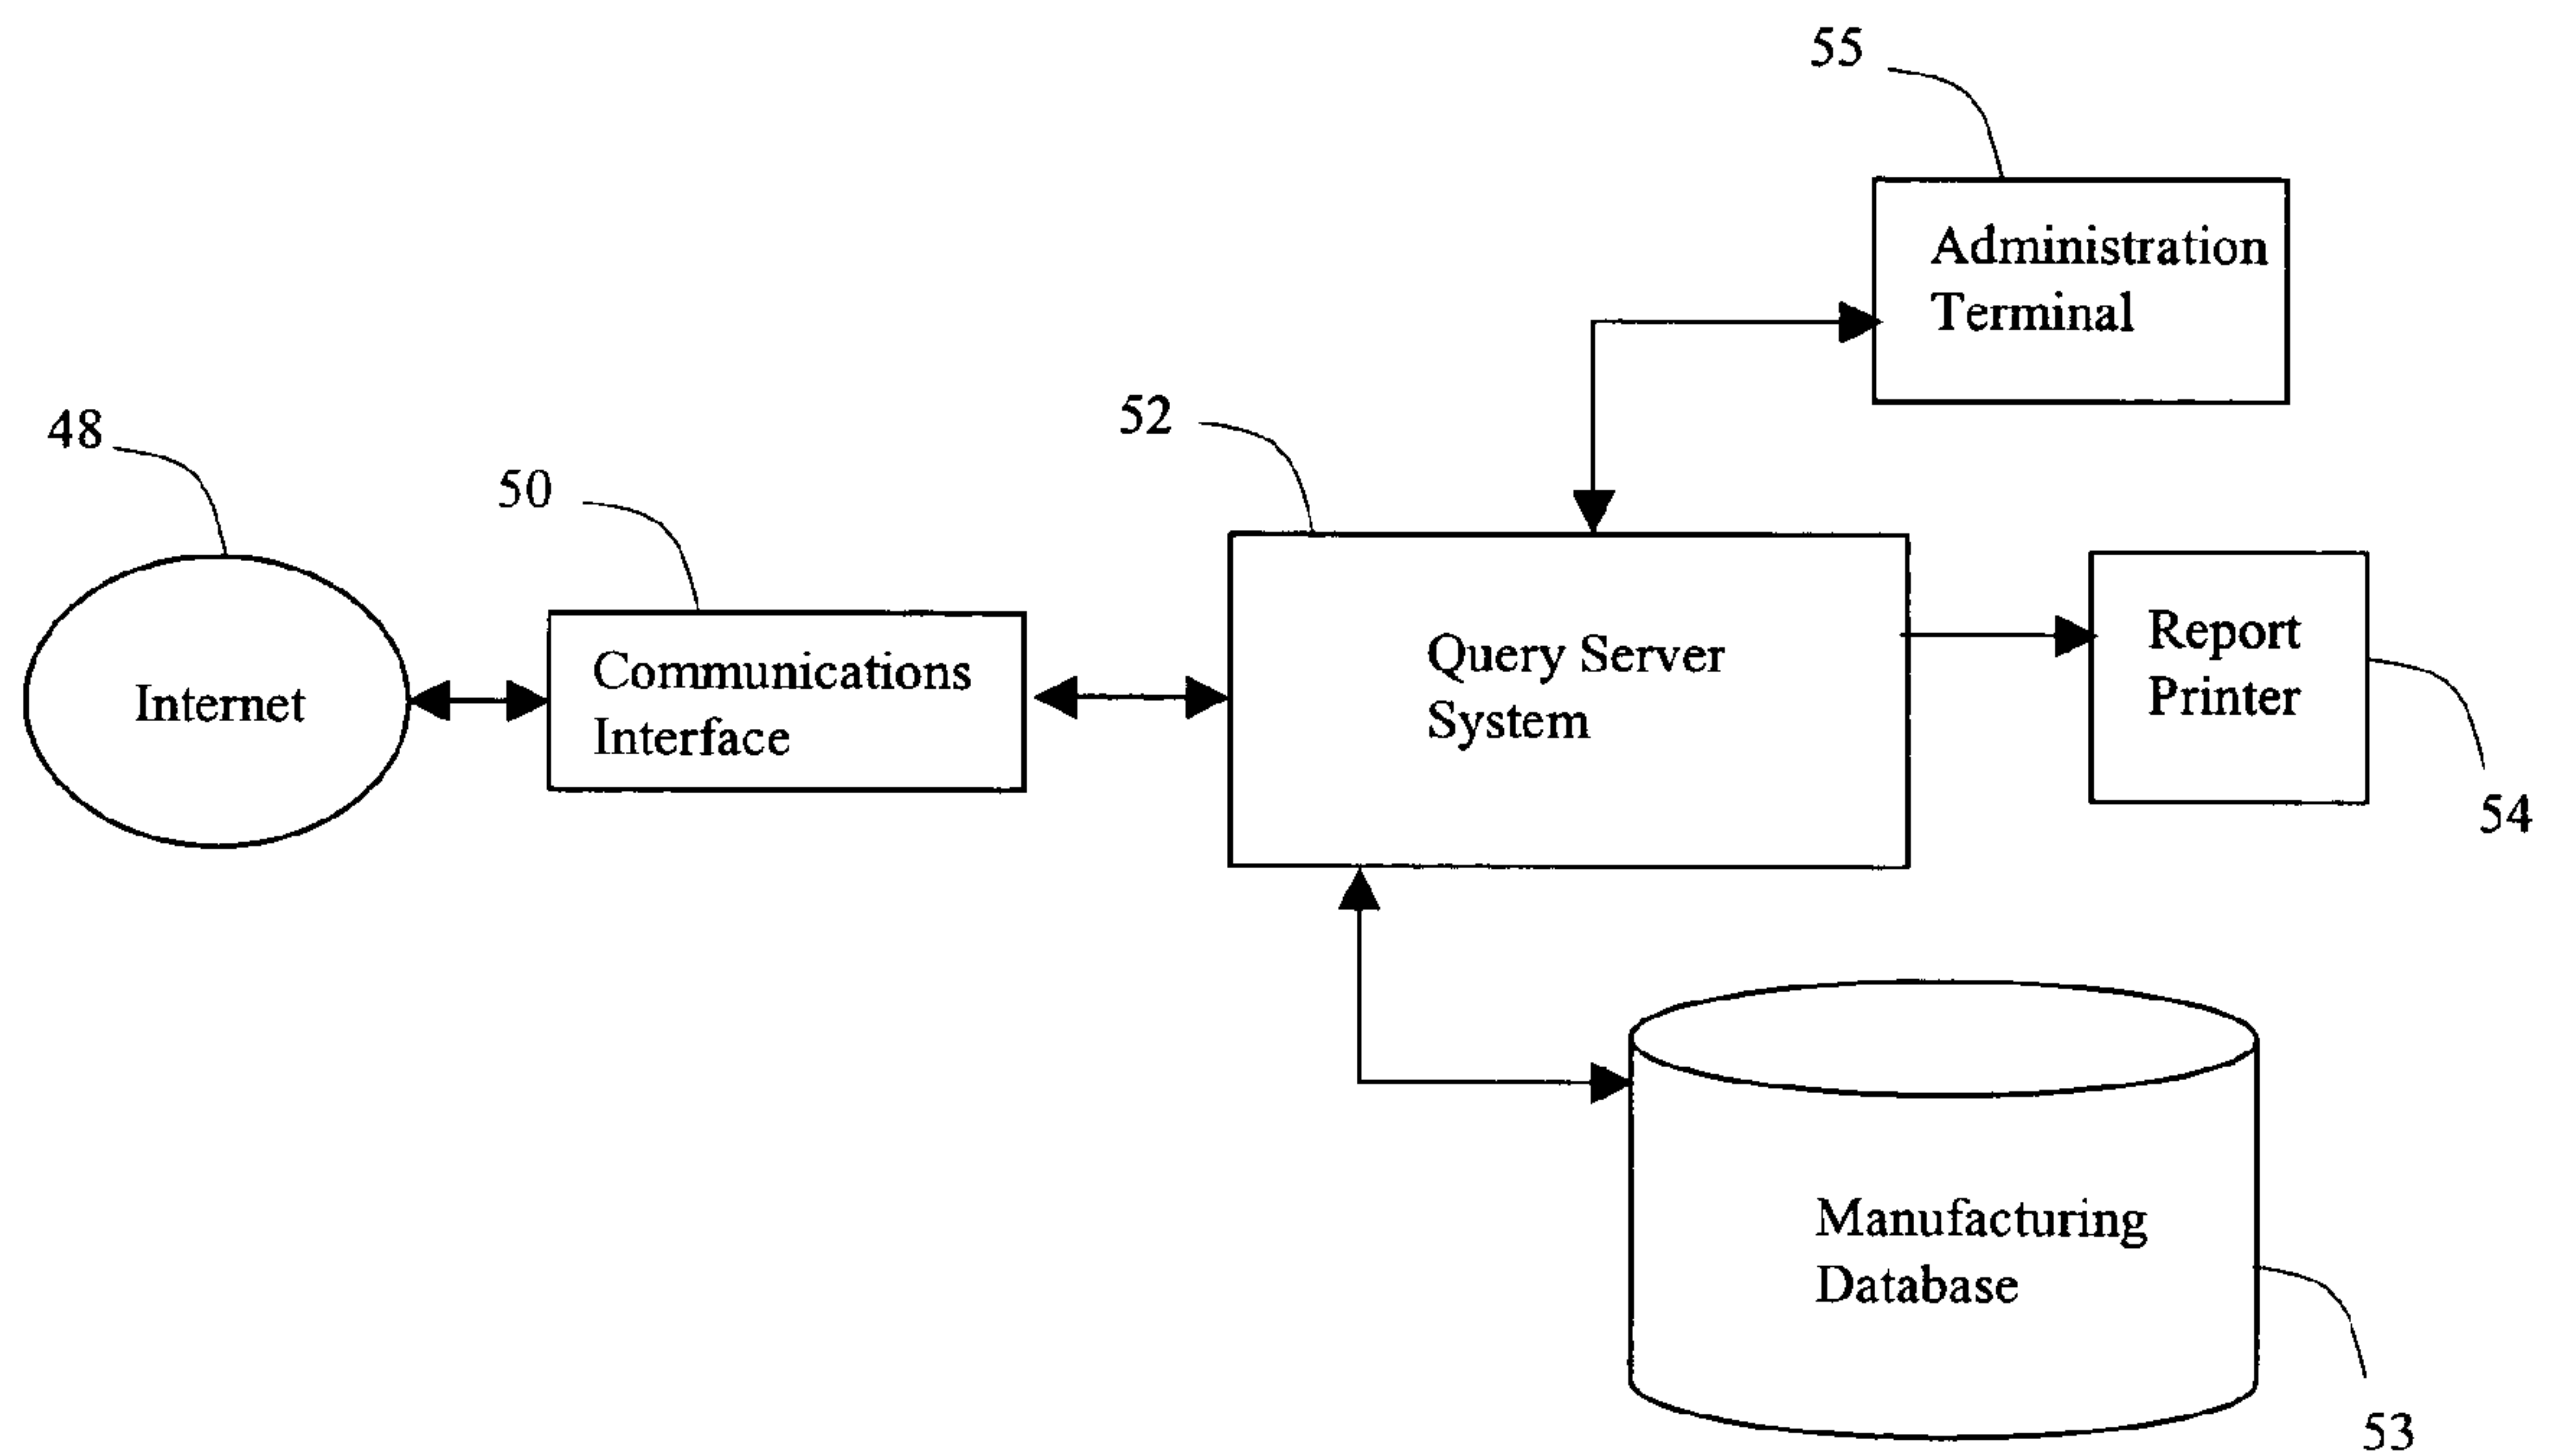 55
Administration
Terminal
52
48
50
Internet
Communications
Interface
Query Server
System
Report
Printer
54
Manufacturing
Database
53